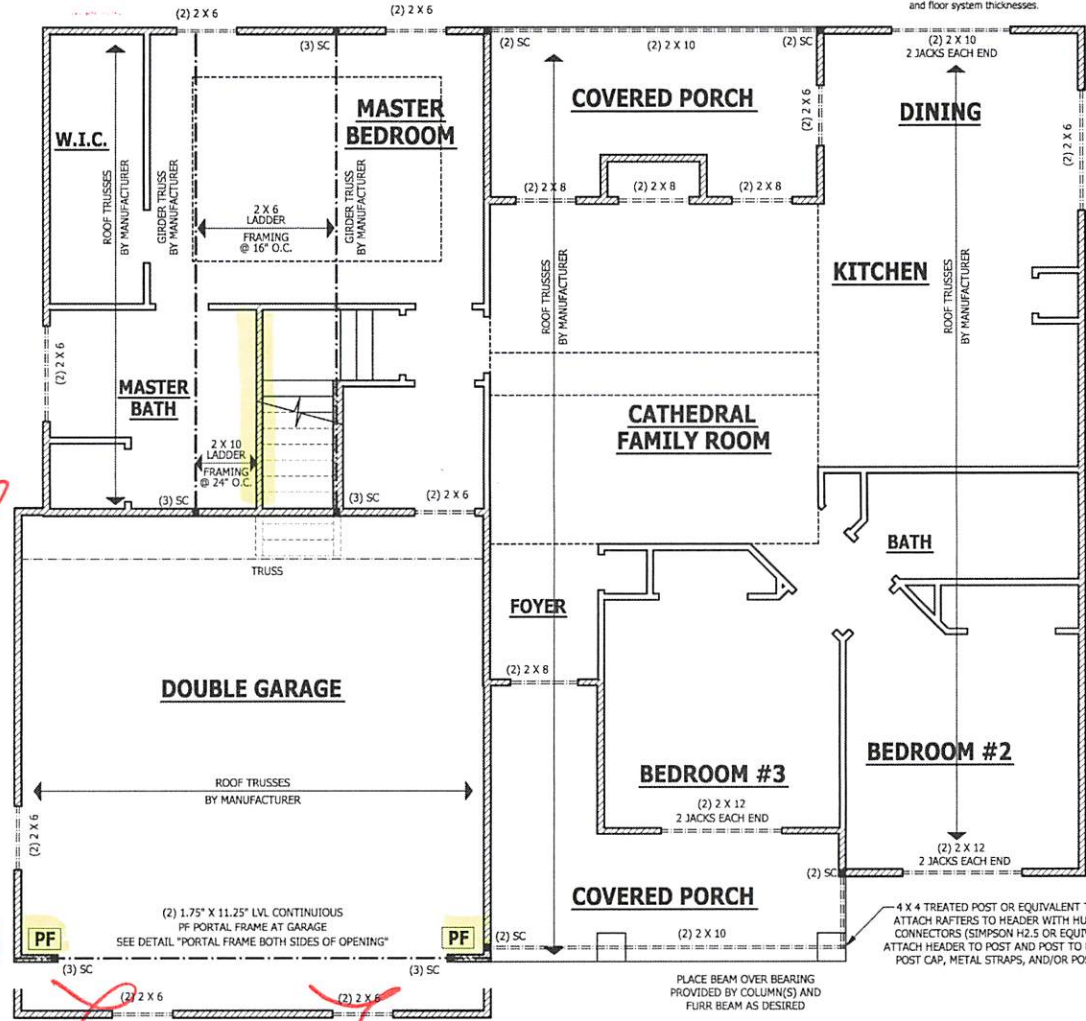 and floor system thicknesses.
(2) 2 X 6
(2) 2 X 6
(3) SC
(2) SC
(2) 2 X 10
(2) SC
(2) 2 X 10
2 JACKS EACH END
W.I.C.
ROOF TRUSSES
BY MANUFACTURER
GIRDER TRUSS
BY MANUFACTURER
MASTER
BEDROOM
2 X 6
LADDER
FRAMING
@ 16" O.C.
GIRDER TRUSS
BY MANUFACTURER
COVERED PORCH
(2) 2 X 6
DINING
(2) 2 X 6
(2) 2 X 8
(2) 2 X 8
(2) 2 X 8
ROOF TRUSSES
BY MANUFACTURER
KITCHEN
ROOF TRUSSES
BY MANUFACTURER
(2) 2 X 6
MASTER
BATH
2 X 10
LADDER
FRAMING
@ 24" O.C.
(3) SC
(3) SC
(2) 2 X 6
CATHEDRAL
FAMILY ROOM
BATH
TRUSS
FOYER
(2) 2 X 8
DOUBLE GARAGE
ROOF TRUSSES
BY MANUFACTURER
(2) 2 X 6
BEDROOM #3
(2) 2 X 12
2 JACKS EACH END
BEDROOM #2
(2) 2 X 12
2 JACKS EACH END
(2) SC
COVERED PORCH
(2) 1.75" X 11.25" LVL CONTINUIOUS
PF PORTAL FRAME AT GARAGE
SEE DETAIL "PORTAL FRAME BOTH SIDES OF OPENING"
PF
PF
(3) SC
(3) SC
(2) SC
(2) 2 X 10
4 X 4 TREATED POST OR EQUIVALENT
ATTACH RAFTERS TO HEADER WITH
CONNECTORS (SIMPSON H2.5 OR
ATTACH HEADER TO POST AND POST TO
POST CAP, METAL STRAPS, AND/OR
PLACE BEAM OVER BEARING
PROVIDED BY COLUMN(S) AND
FURR BEAM AS DESIRED
(2) 2 X 6
(2) 2 X 6